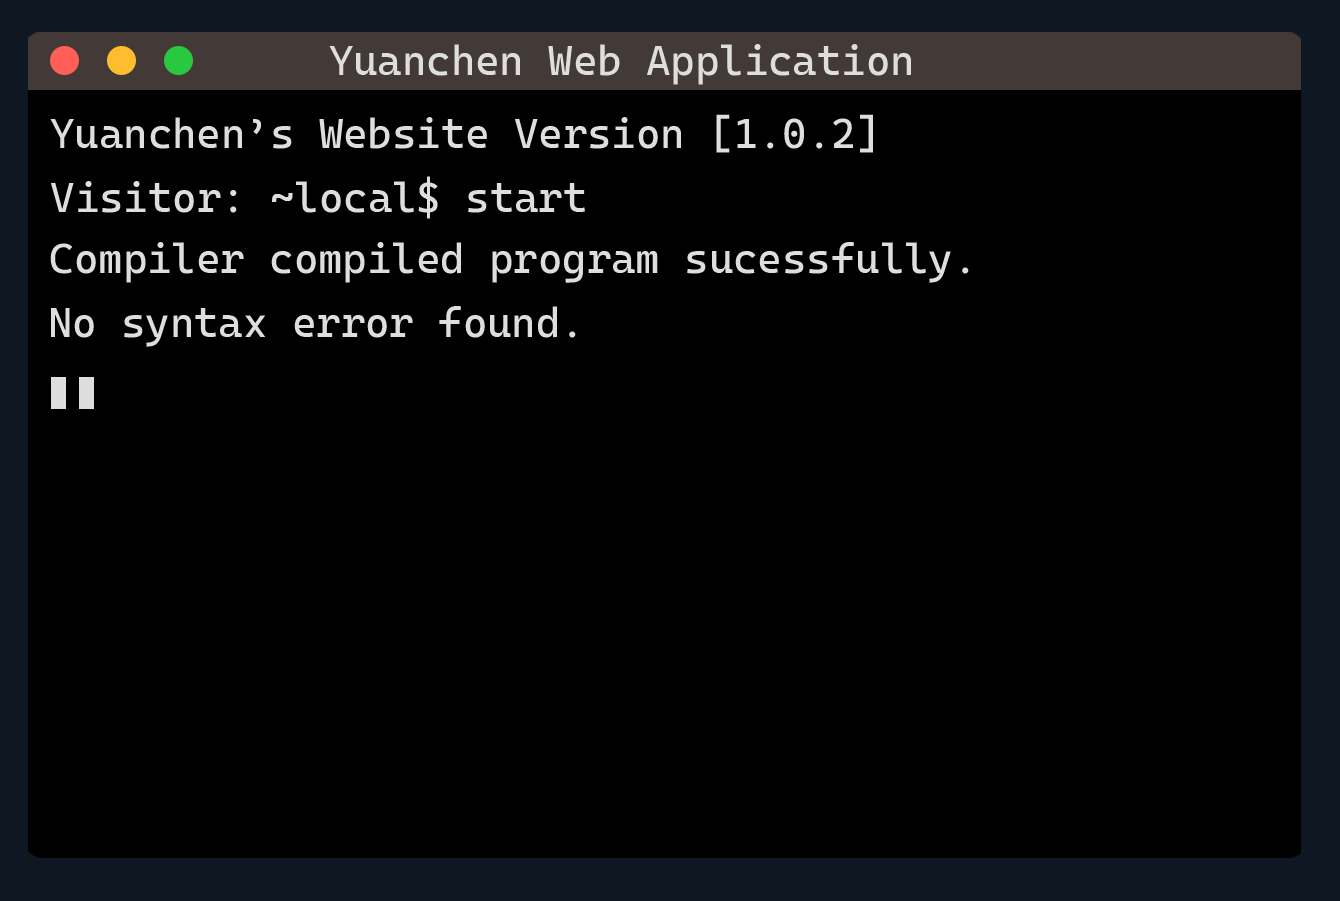 Yuanchen Web Application
Yuanchen’s Website Version [1.0.2]
Visitor: ~local$ start
Compiler compiled program sucessfully.
No syntax error found.